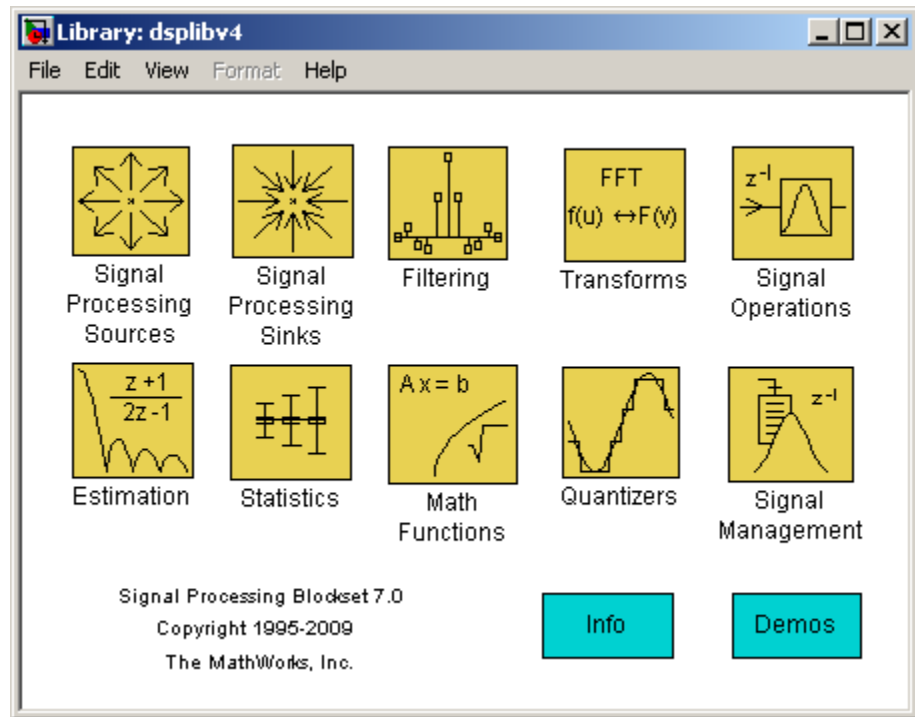 Library: dsplibv4
File Edit View Format Help
FFT
f(u) ↔F(v)
z-1
Signal
Processing
Sources
Signal
Processing
Sinks
Filtering
Transforms
Signal
Operations
z+1
2z-1
Ax= b
z-1
Estimation
Statistics
Math
Functions
Quantizers
Signal
Management
Signal Processing Blockset 7.0
Copyright 1995-2009
The MathWorks, Inc.
Info
Demos